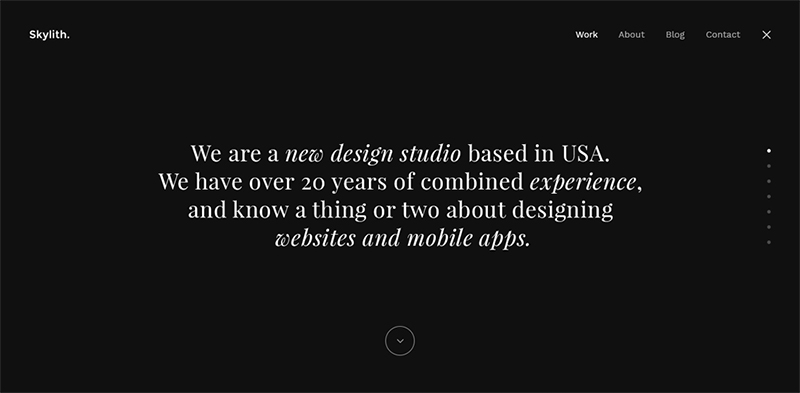 Skylith.
Work About Blog Contact
We are a new design studio based in USA.
We have over 20 years of combined experience,
and know a thing or two about designing
websites and mobile apps.